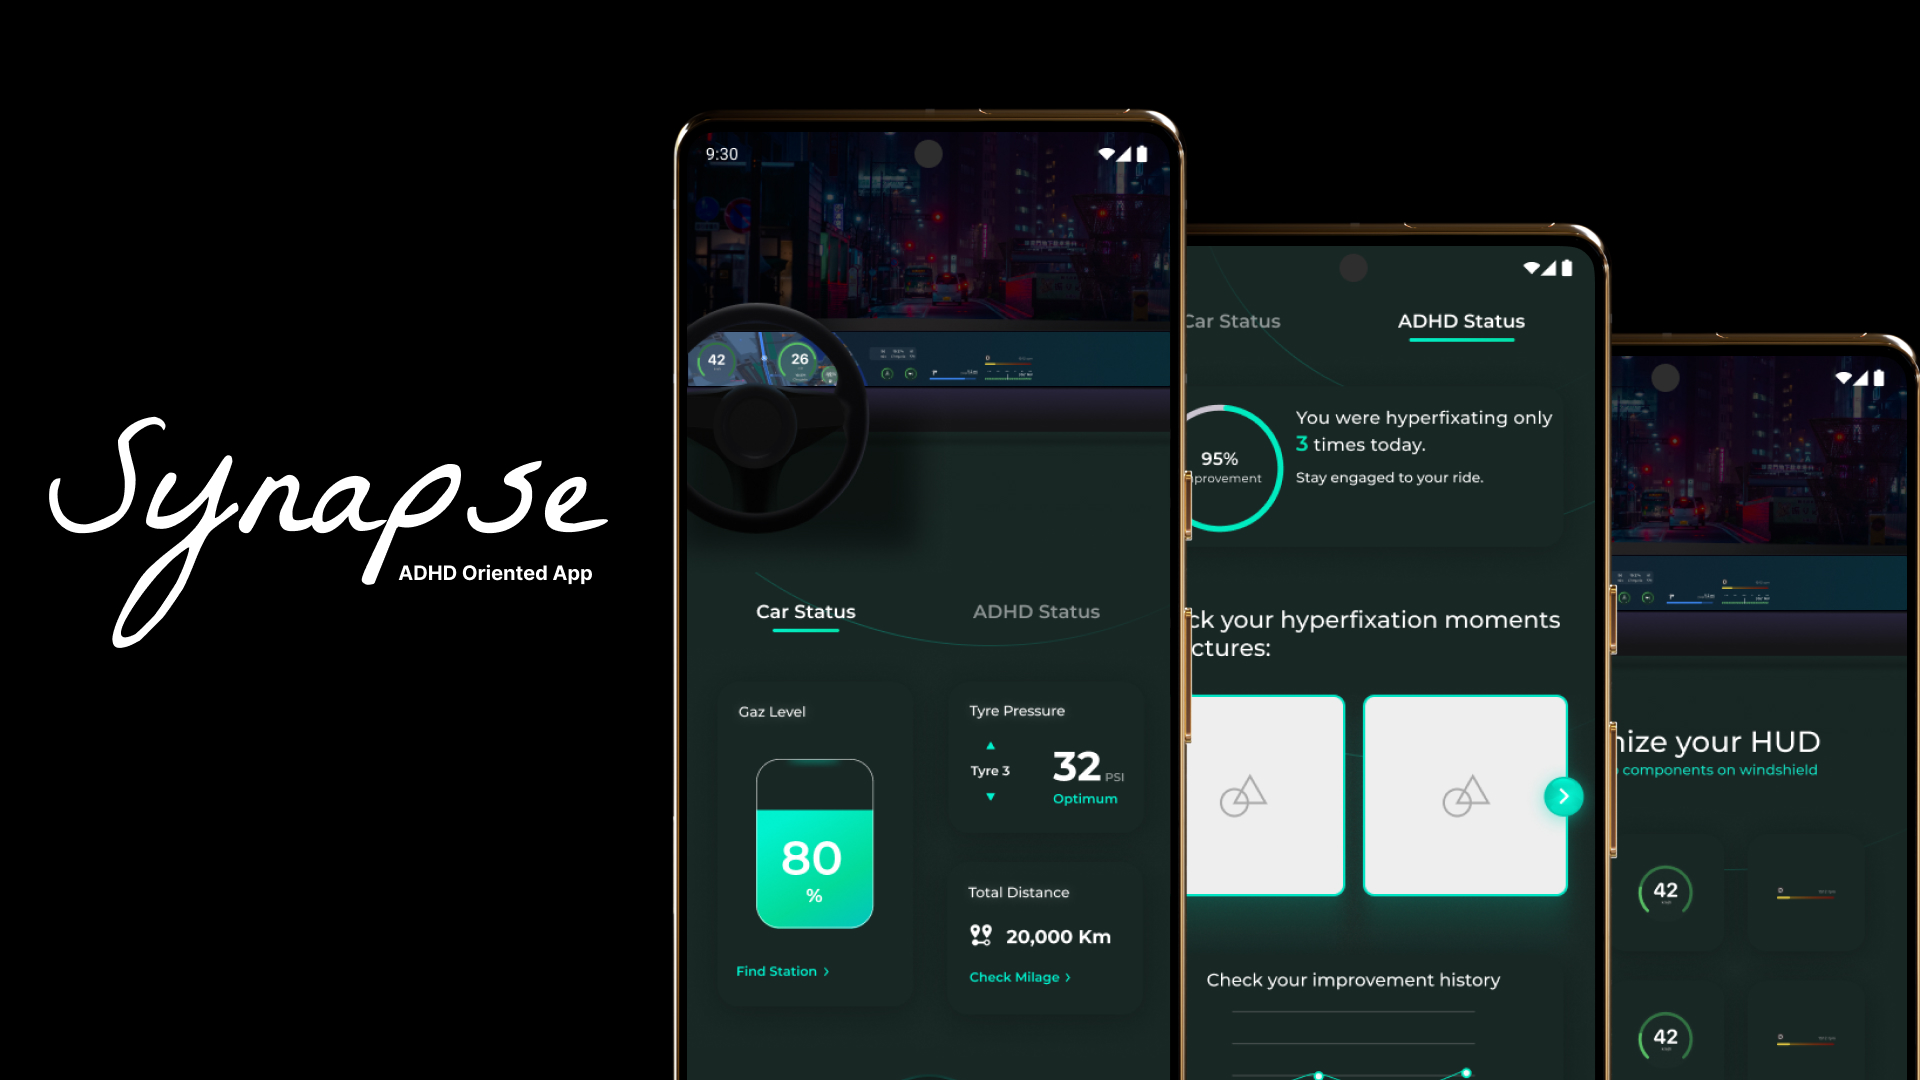 Synapse
ADHD Oriented App
9:30
42
26
Car Status
ADHD Status
Gaz Level
80
%
Find Station >
Tyre Pressure
Tyre 3
32 PSI
Optimum
Total Distance
20,000 Km
Check Milage >
Car Status
ADHD Status
95%
provement
You were hyperfixating only
3 times today.
Stay engaged to your ride.
ck your hyperfixation moments
ctures:
Check your improvement history
mize your HUD
components on windshield
42
0
42
0